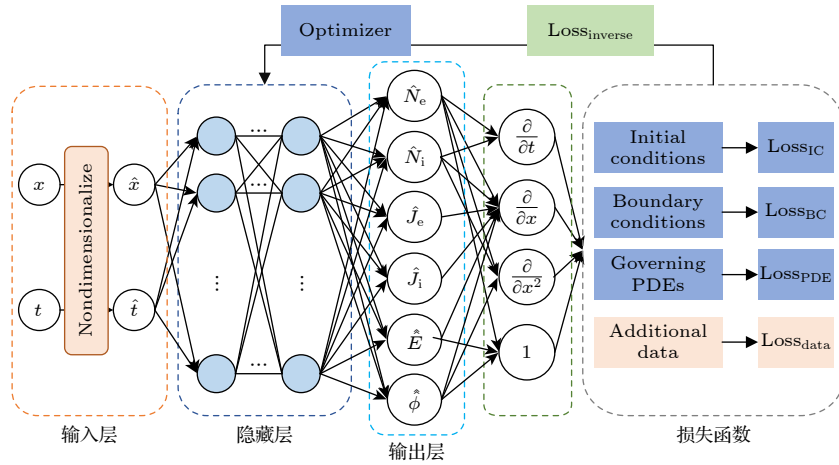 Optimizer
Loss_inverse
x
t
Nondimensionalize
x̂
t̂
...
...
...
⋮
⋮
N̂_e
N̂_i
Ĵ_e
Ĵ_i
Ê̂
ϕ̂̂
∂/∂t
∂/∂x
∂/∂x²
1
Initial
conditions
Loss_IC
Boundary
conditions
Loss_BC
Governing
PDEs
Loss_PDE
Additional
data
Loss_data
输入层
隐藏层
输出层
损失函数